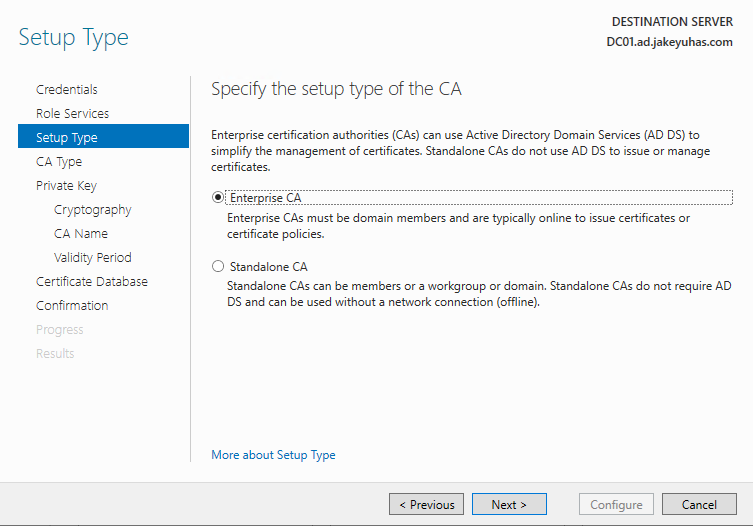 Setup Type
DESTINATION SERVER
DC01.ad.jakeyuhas.com
Credentials
Role Services
Setup Type
CA Type
Private Key
Cryptography
CA Name
Validity Period
Certificate Database
Confirmation
Progress
Results
Specify the setup type of the CA
Enterprise certification authorities (CAs) can use Active Directory Domain Services (AD DS) to
simplify the management of certificates. Standalone CAs do not use AD DS to issue or manage
certificates.
Enterprise CA
Enterprise CAs must be domain members and are typically online to issue certificates or
certificate policies.
Standalone CA
Standalone CAs can be members or a workgroup or domain. Standalone CAs do not require AD
DS and can be used without a network connection (offline).
More about Setup Type
< Previous
Next >
Configure
Cancel